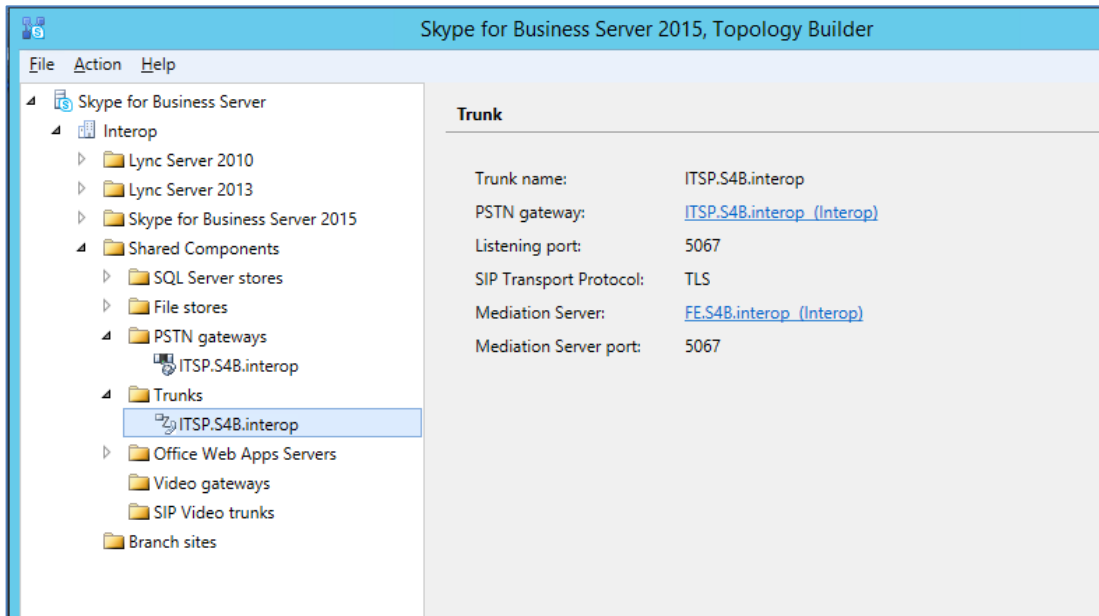 Skype for Business Server 2015, Topology Builder
File Action Help
Skype for Business Server
Interop
Lync Server 2010
Lync Server 2013
Skype for Business Server 2015
Shared Components
SQL Server stores
File stores
PSTN gateways
ITSP.S4B.interop
Trunks
ITSP.S4B.interop
Office Web Apps Servers
Video gateways
SIP Video trunks
Branch sites
Trunk
Trunk name: ITSP.S4B.interop
PSTN gateway: ITSP.S4B.interop (Interop)
Listening port: 5067
SIP Transport Protocol: TLS
Mediation Server: FE.S4B.interop (Interop)
Mediation Server port: 5067